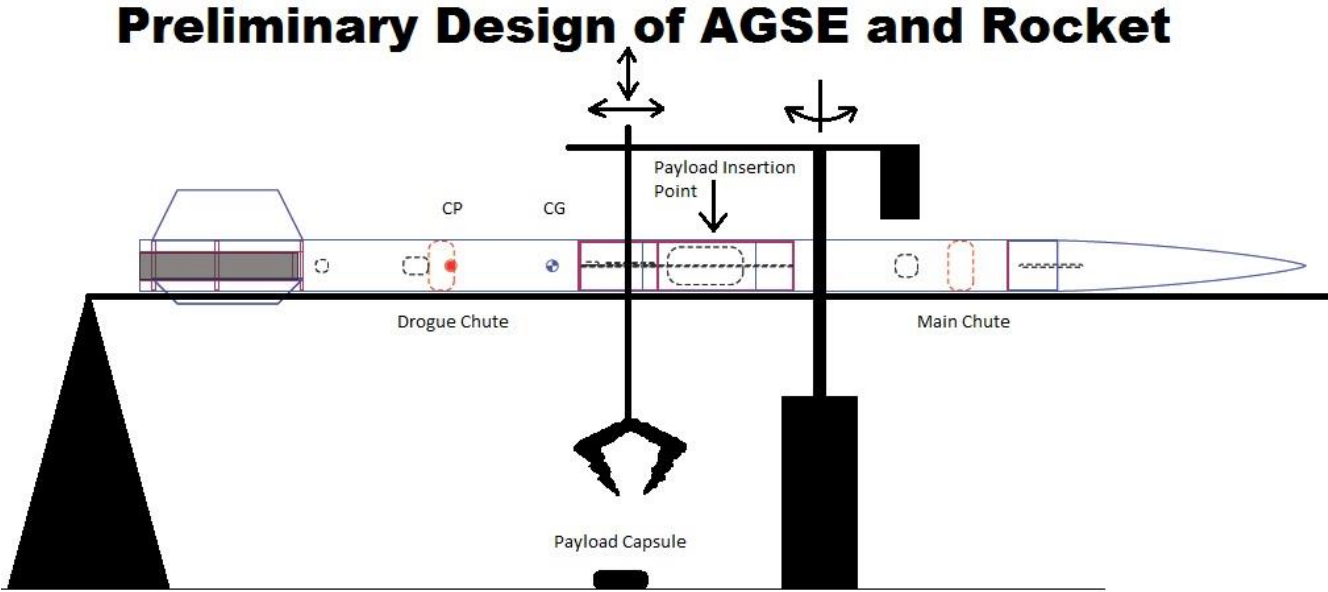 Preliminary Design of AGSE and Rocket
Payload Insertion
Point
CP
CG
Drogue Chute
Main Chute
Payload Capsule